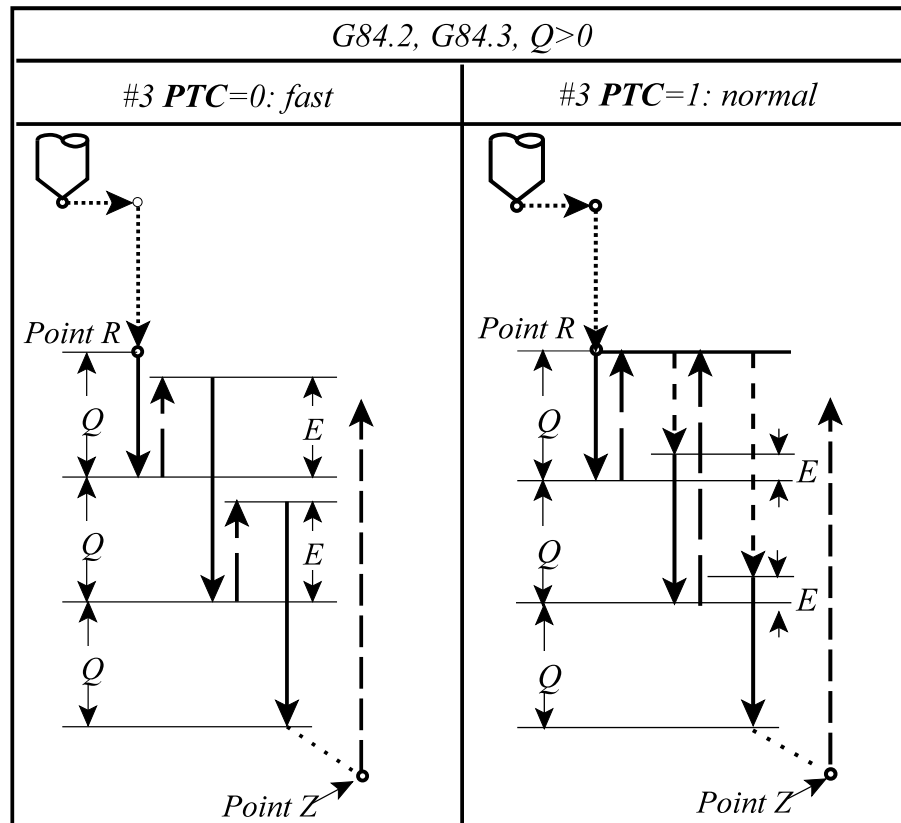 G84.2, G84.3, Q>0
#3 PTC=0: fast
#3 PTC=1: normal
Point R
Q
E
Q
E
Q
Point Z
Point R
Q
E
Q
E
Q
Point Z